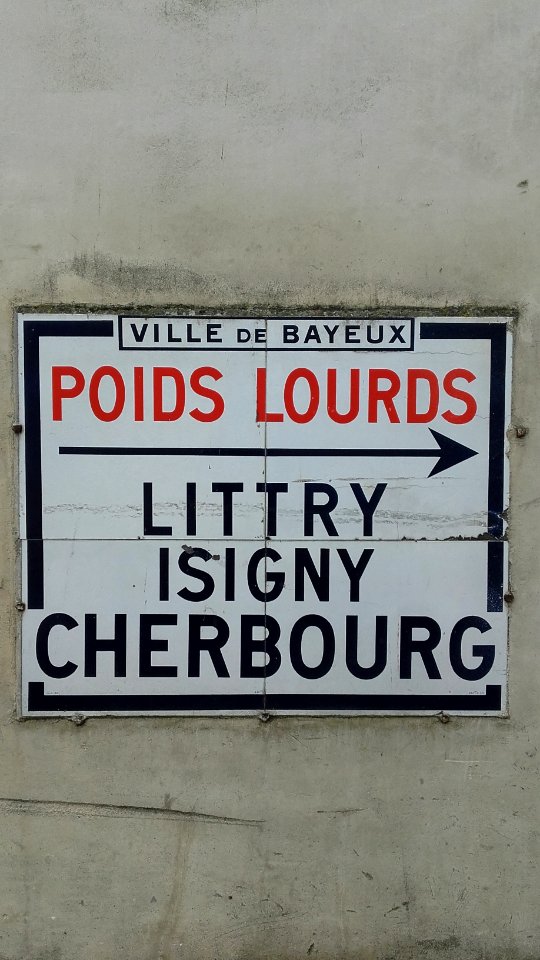 VILLE DE BAYEUX
POIDS LOURDS
LITTRY
ISIGNY
CHERBOURG